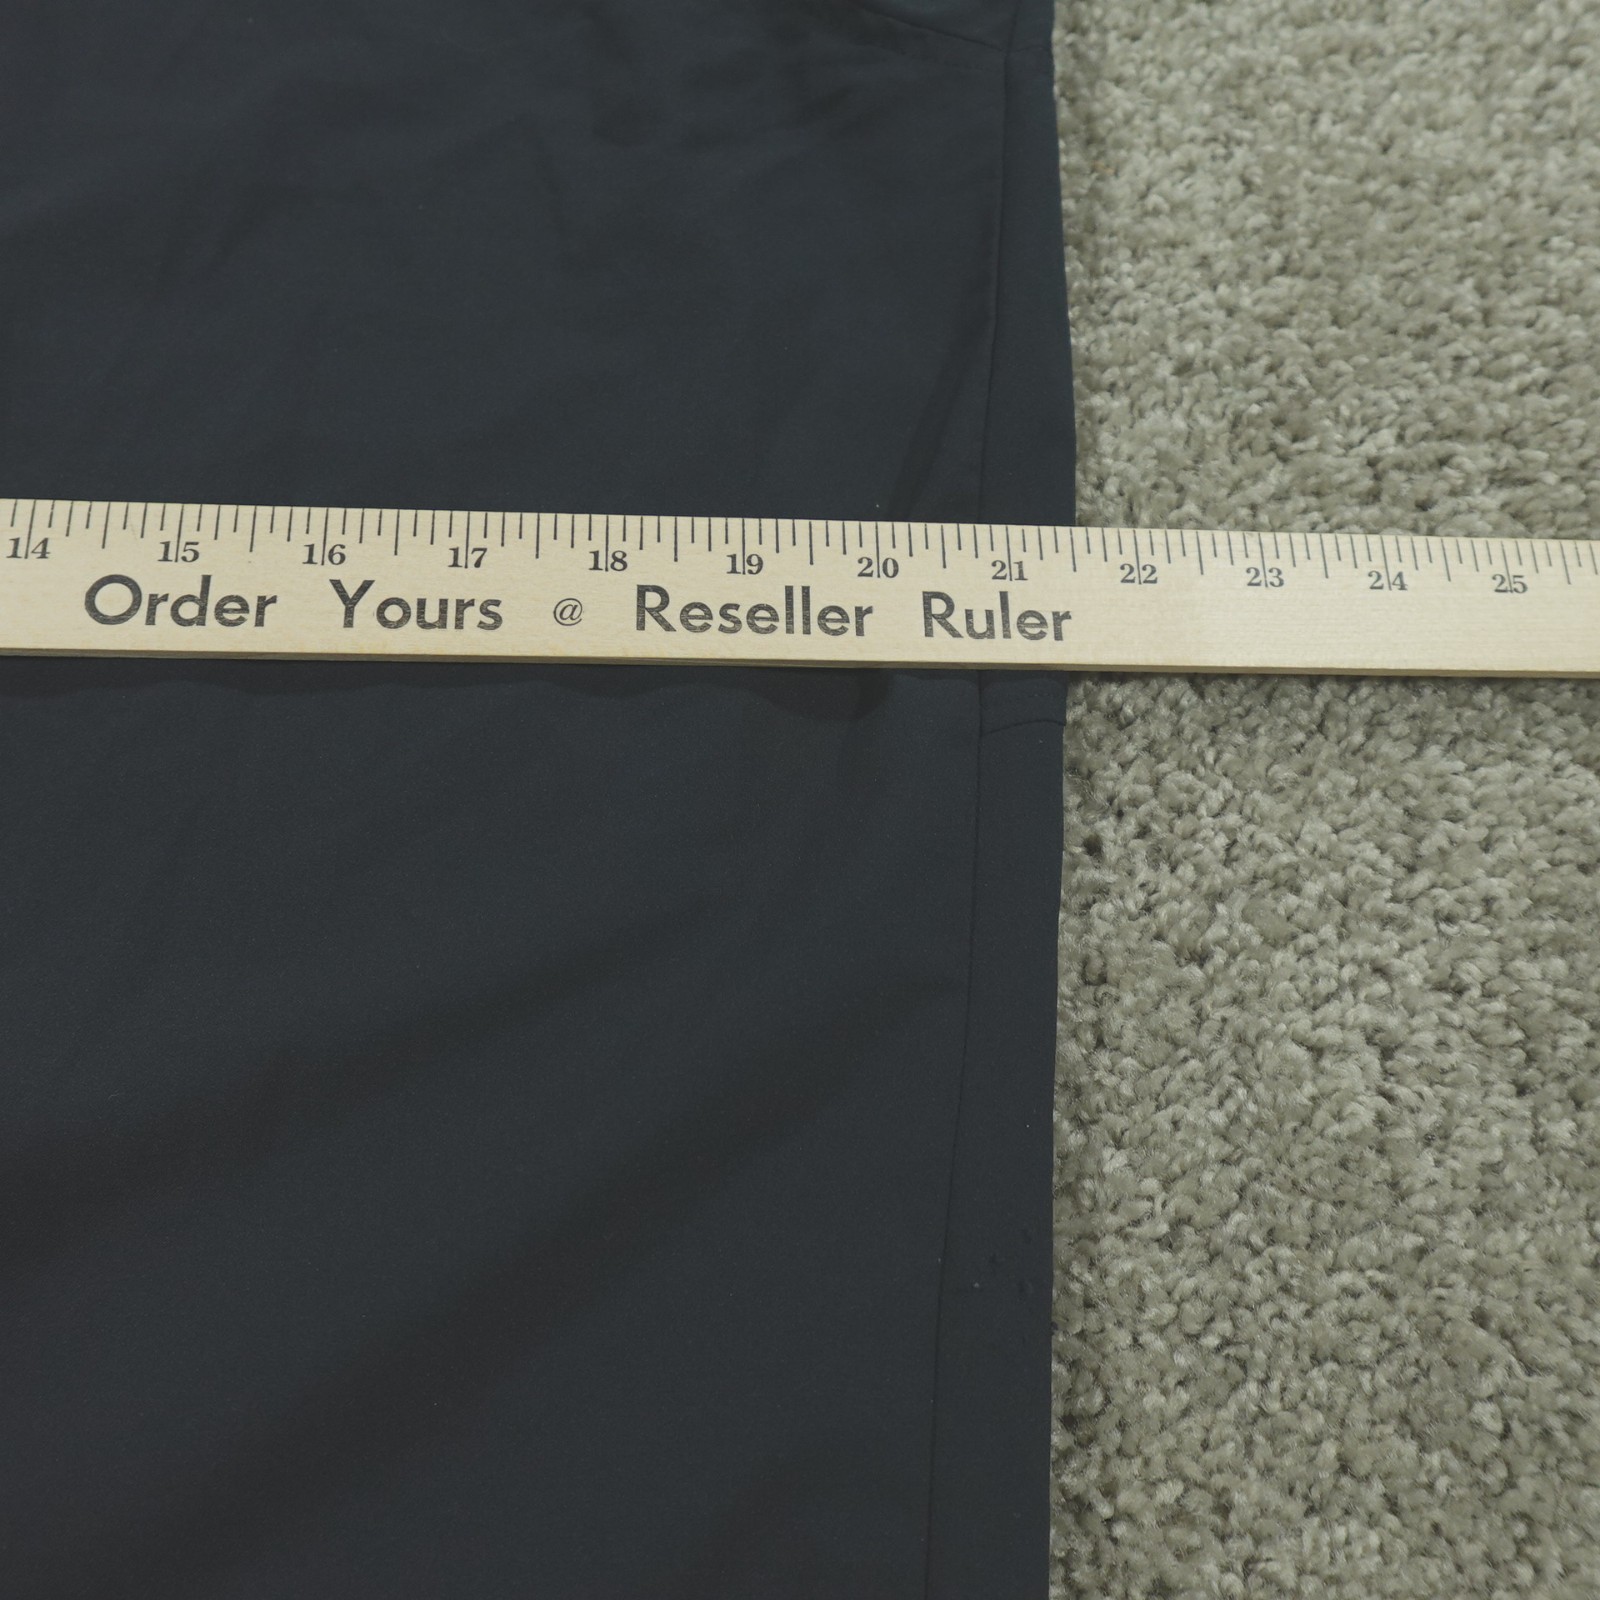 14 15 16 17 18 19 20 21 22 23 24 25
Order Yours @ Reseller Ruler